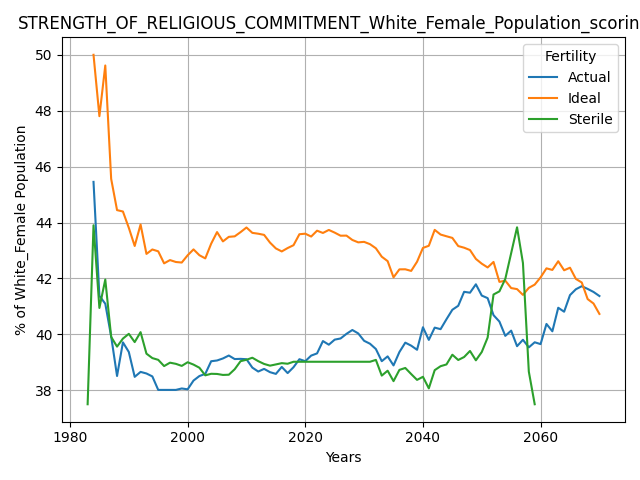 STRENGTH_OF_RELIGIOUS_COMMITMENT_White_Female_Population_scorin
Fertility
Actual
Ideal
Sterile
% of White_Female Population
50
48
46
44
42
40
38
1980 2000 2020 2040 2060
Years